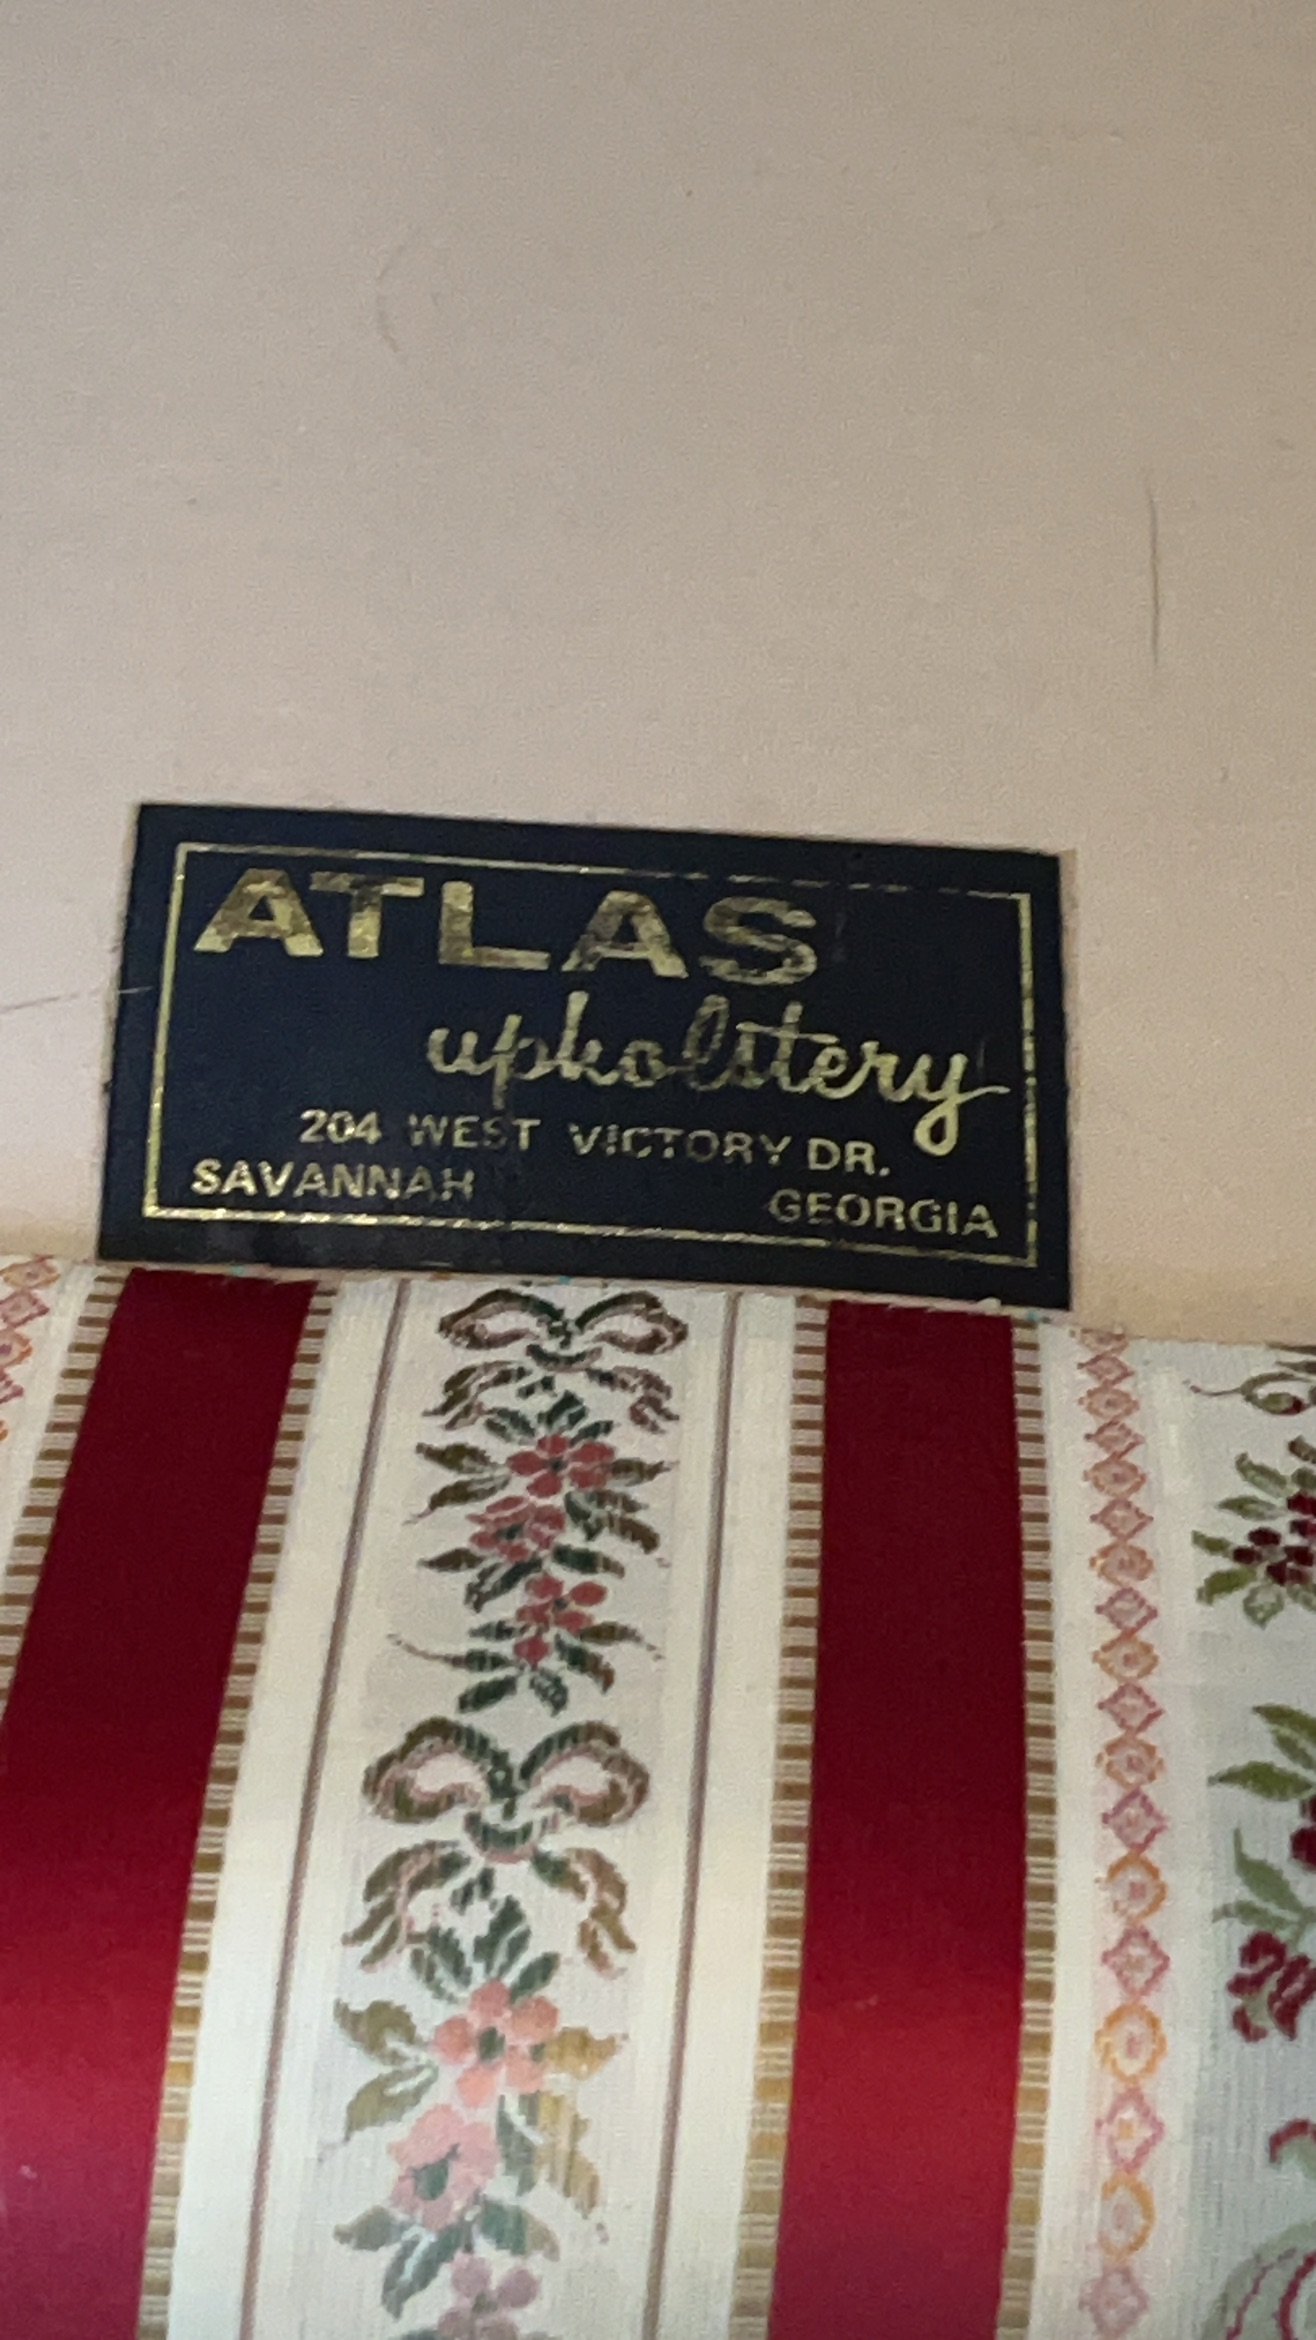 ATLAS
upholstery
204 WEST VICTORY DR.
SAVANNAH GEORGIA